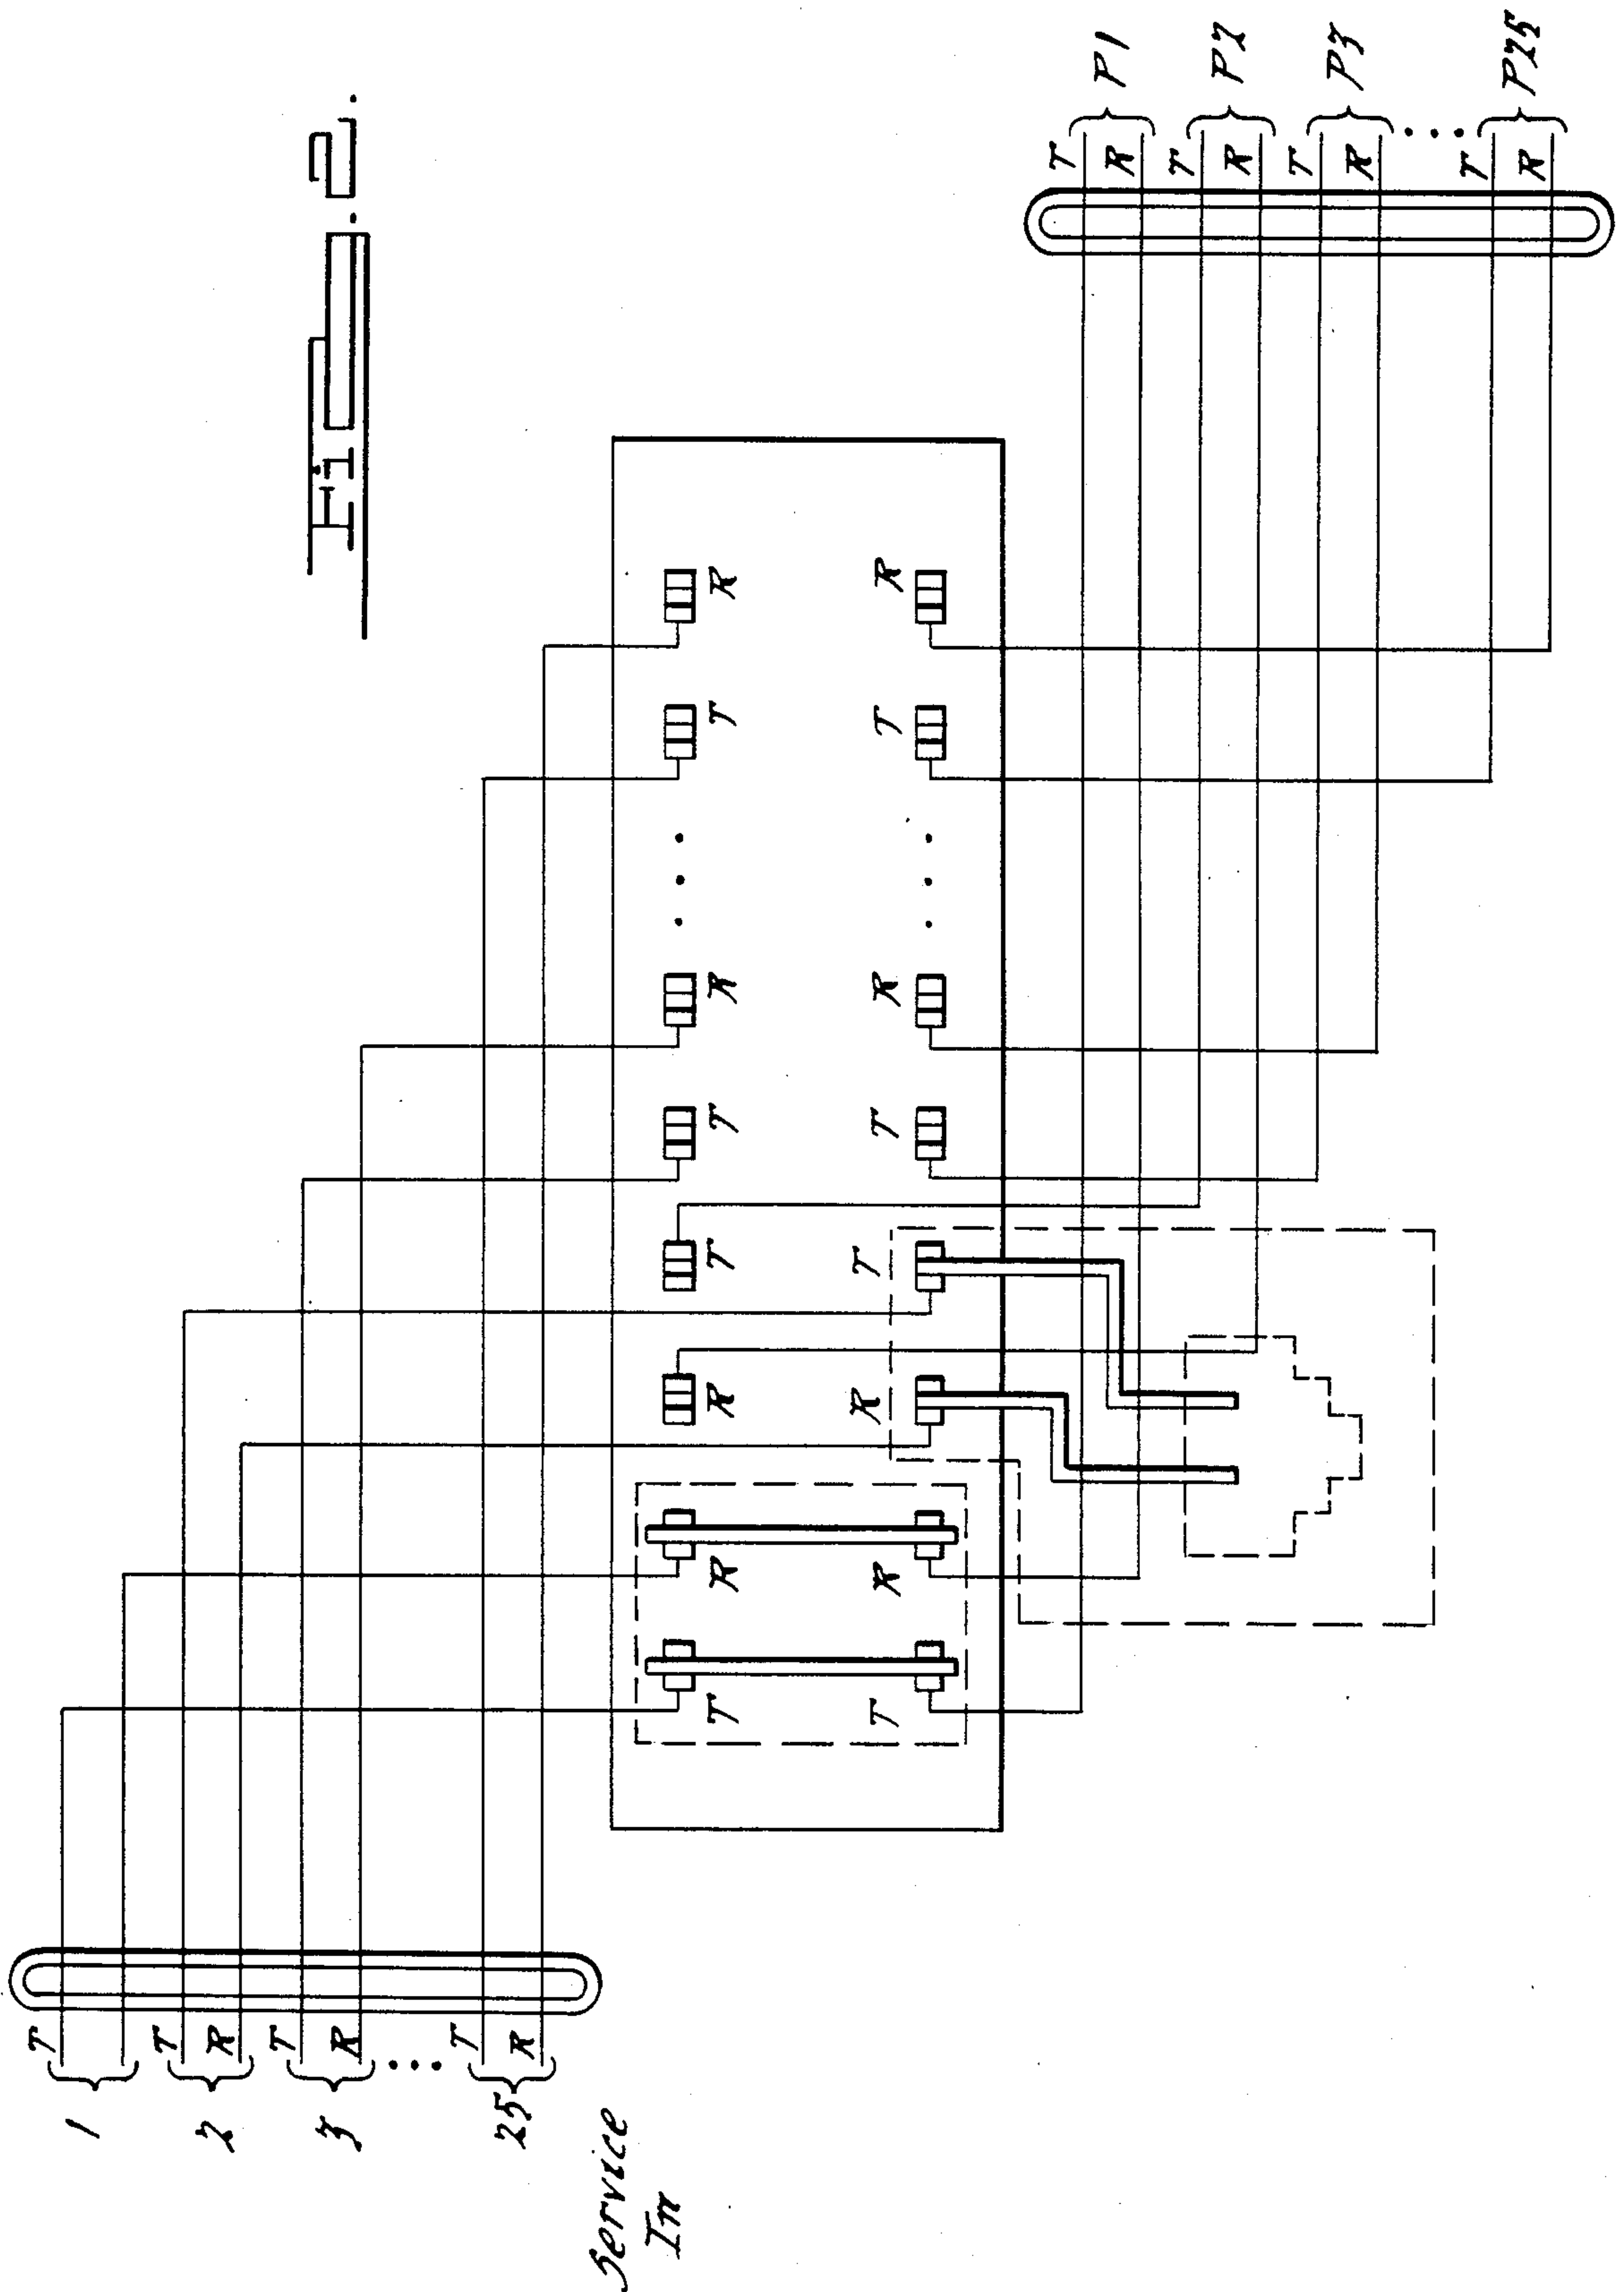 Fig. 2.
T
1
T
R
2
T
R
3
T
R
25
Service
In
T R R T T R T R
T R R T T R T R
T
R
P1
T
R
P2
T
R
P3
T
R
P25